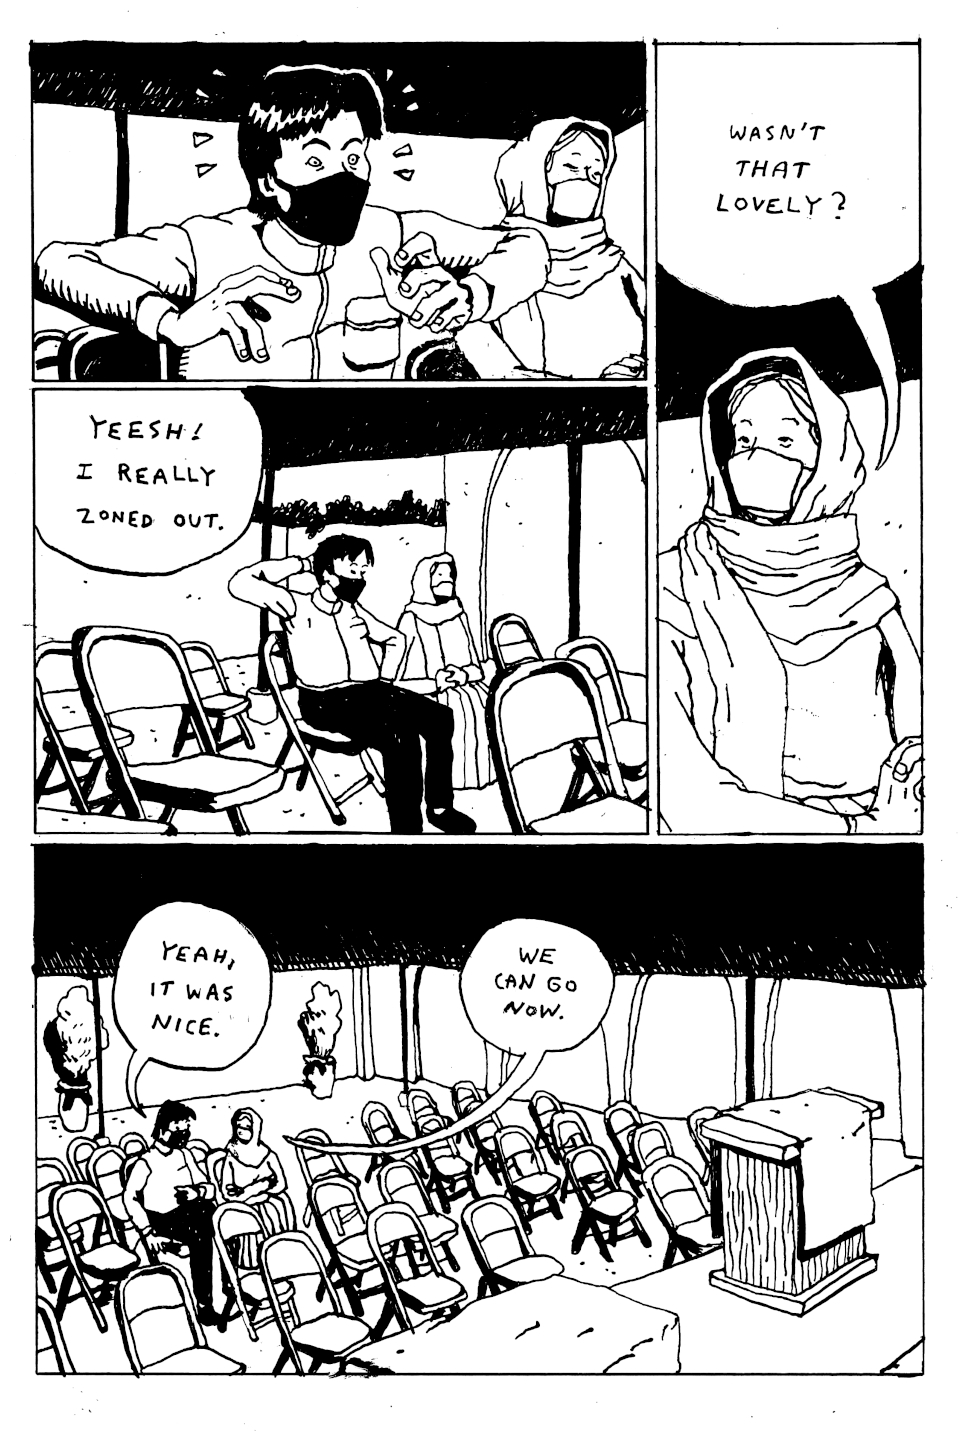 YEESH!
I REALLY
ZONED OUT.
WASN'T
THAT
LOVELY?
YEAH,
IT WAS
NICE.
WE
CAN GO
NOW.